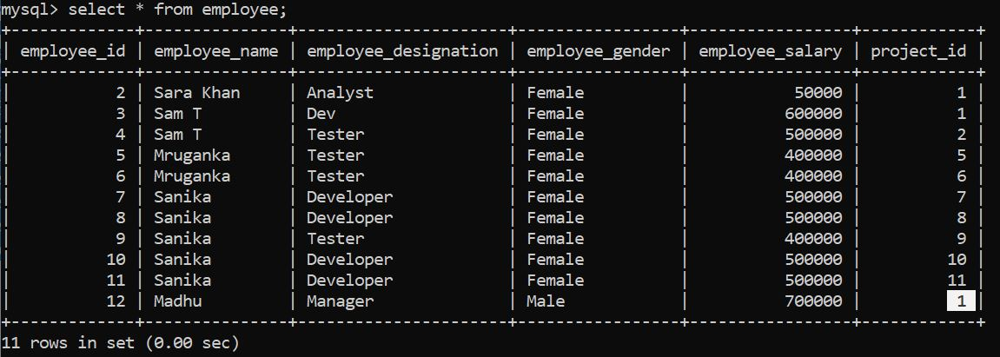 mysql> select * from employee;
+-------------+---------------+----------------------+-----------------+-----------------+------------+
| employee_id | employee_name | employee_designation | employee_gender | employee_salary | project_id |
+-------------+---------------+----------------------+-----------------+-----------------+------------+
|           2 | Sara Khan     | Analyst              | Female          |           50000 |          1 |
|           3 | Sam T         | Dev                  | Female          |          600000 |          1 |
|           4 | Sam T         | Tester               | Female          |          500000 |          2 |
|           5 | Mruganka      | Tester               | Female          |          400000 |          5 |
|           6 | Mruganka      | Tester               | Female          |          400000 |          6 |
|           7 | Sanika        | Developer            | Female          |          500000 |          7 |
|           8 | Sanika        | Developer            | Female          |          500000 |          8 |
|           9 | Sanika        | Tester               | Female          |          400000 |          9 |
|          10 | Sanika        | Developer            | Female          |          500000 |         10 |
|          11 | Sanika        | Developer            | Female          |          500000 |         11 |
|          12 | Madhu         | Manager              | Male            |          700000 |          1 |
+-------------+---------------+----------------------+-----------------+-----------------+------------+
11 rows in set (0.00 sec)